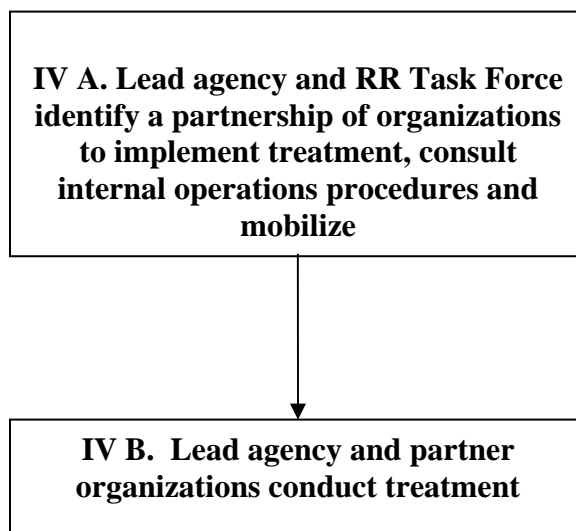 IV A. Lead agency and RR Task Force
identify a partnership of organizations
to implement treatment, consult
internal operations procedures and
mobilize
IV B.  Lead agency and partner
organizations conduct treatment